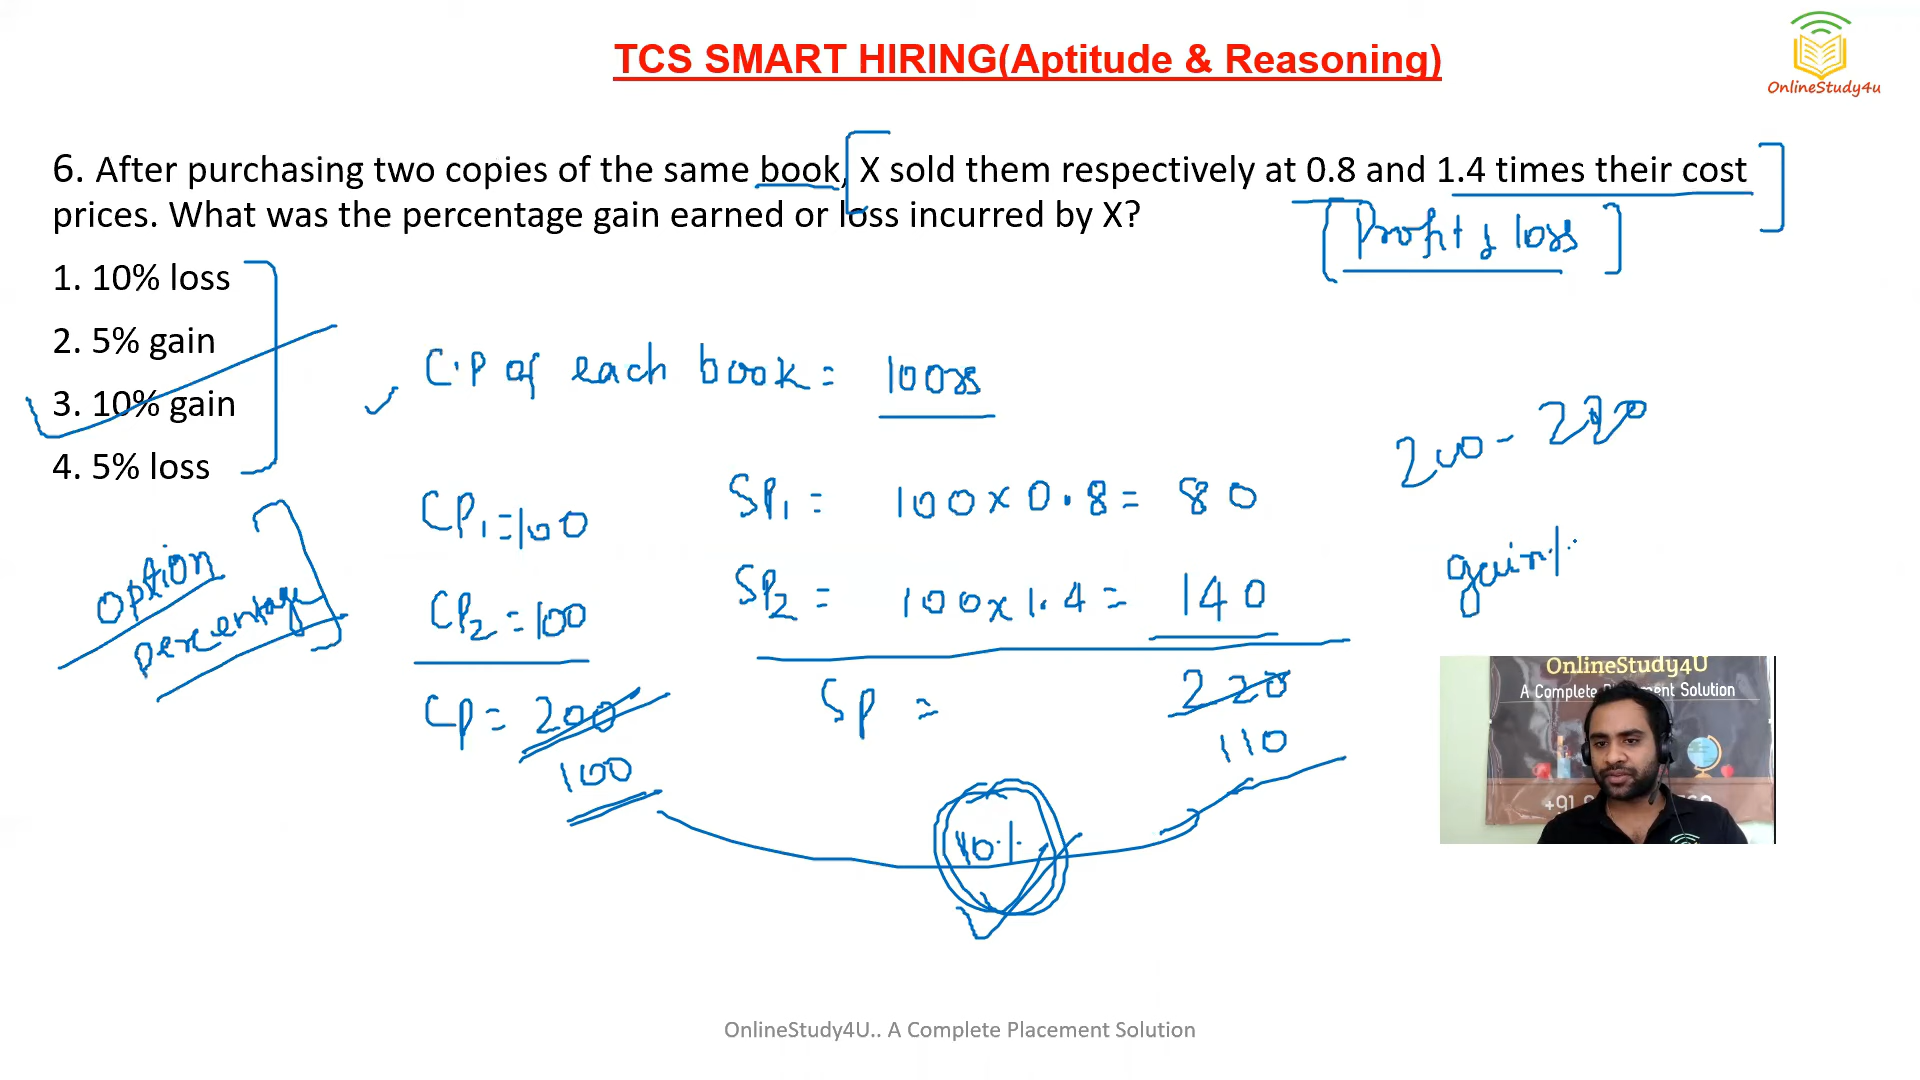 TCS SMART HIRING(Aptitude & Reasoning)
OnlineStudy4u
6. After purchasing two copies of the same book, X sold them respectively at 0.8 and 1.4 times their cost
prices. What was the percentage gain earned or loss incurred by X?
[Profit & loss]
1. 10% loss
2. 5% gain
3. 10% gain
4. 5% loss
C.P of each book = 100rs
200 - 220
CP1 = 100
SP1 = 100 x 0.8 = 80
gain%
option
percentage
CP2 = 100
SP2 = 100 x 1.4 = 140
CP = 200
SP = 220
100
110
10%
OnlineStudy4U
A Complete Placement Solution
+91
OnlineStudy4U.. A Complete Placement Solution